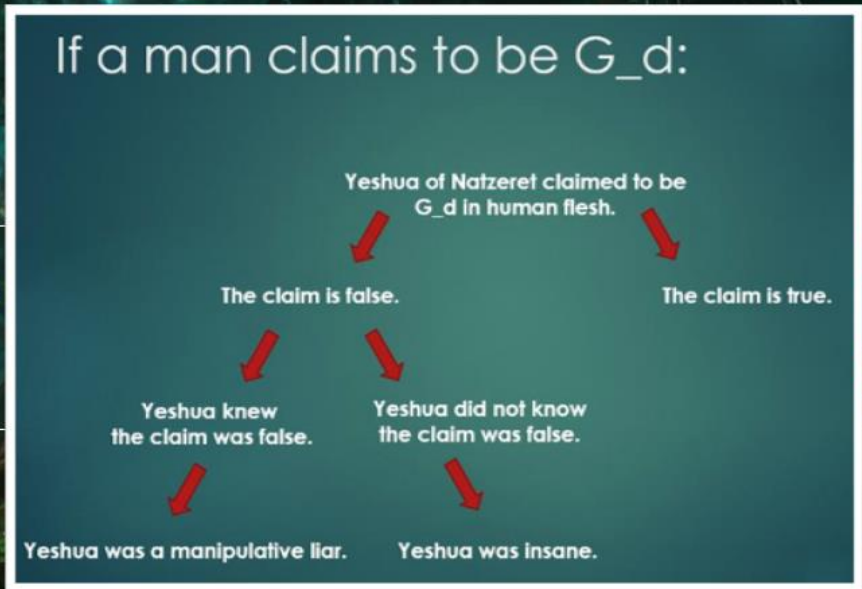 If a man claims to be G_d:
Yeshua of Natzeret claimed to be
G_d in human flesh.
The claim is false.
The claim is true.
Yeshua knew
the claim was false.
Yeshua did not know
the claim was false.
Yeshua was a manipulative liar.
Yeshua was insane.